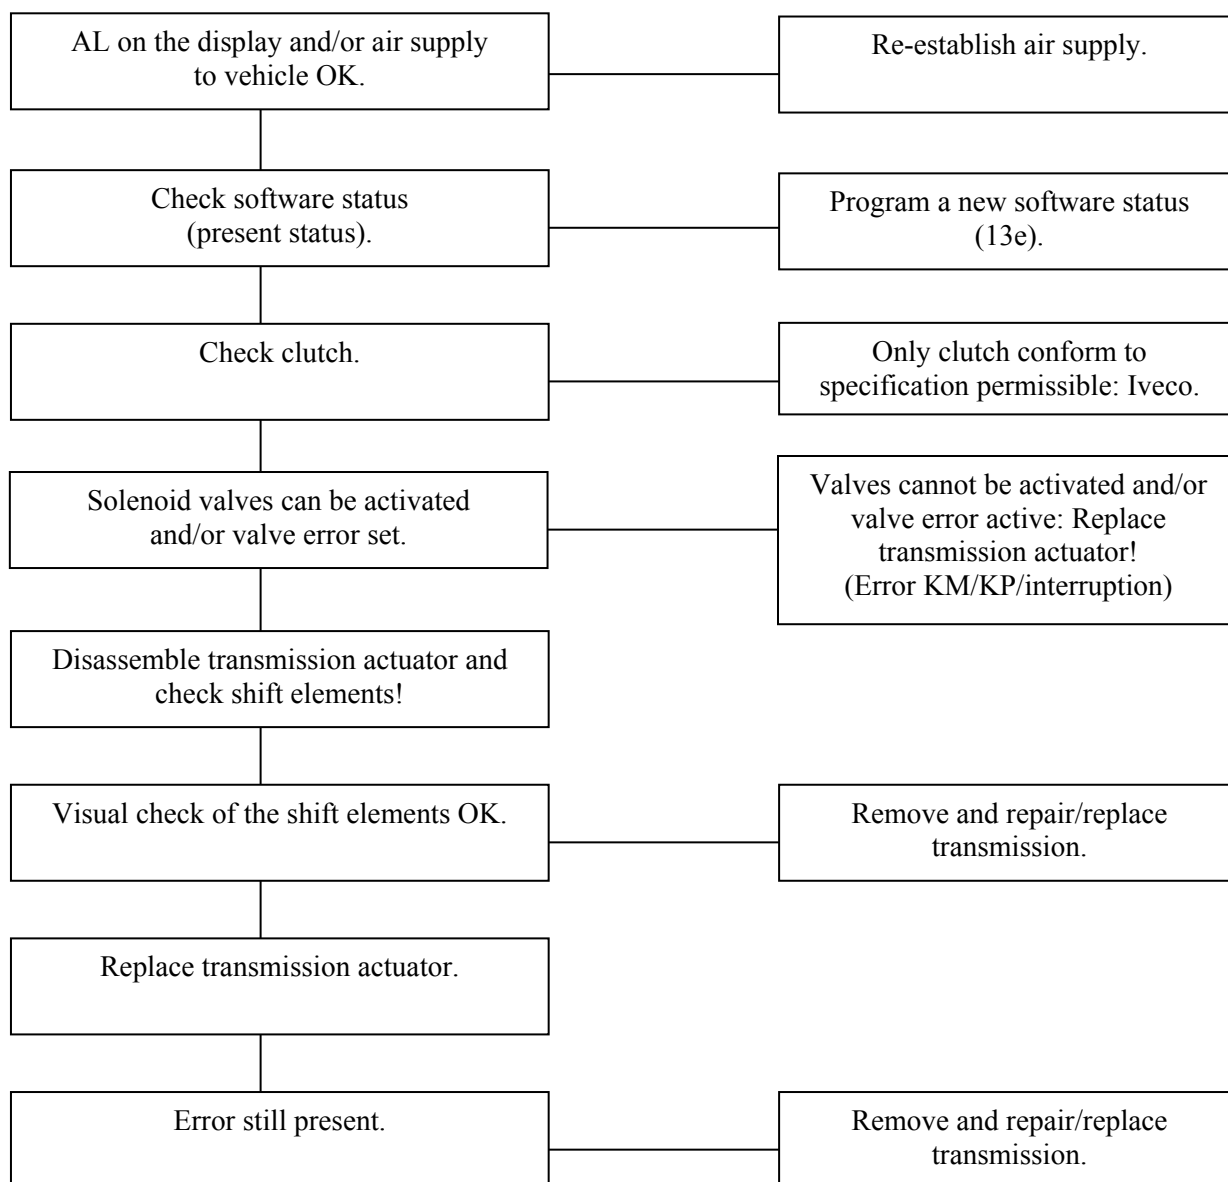 AL on the display and/or air supply
to vehicle OK.
Re-establish air supply.
Check software status
(present status).
Program a new software status
(13e).
Check clutch.
Only clutch conform to
specification permissible: Iveco.
Solenoid valves can be activated
and/or valve error set.
Valves cannot be activated and/or
valve error active: Replace
transmission actuator!
(Error KM/KP/interruption)
Disassemble transmission actuator and
check shift elements!
Visual check of the shift elements OK.
Remove and repair/replace
transmission.
Replace transmission actuator.
Error still present.
Remove and repair/replace
transmission.